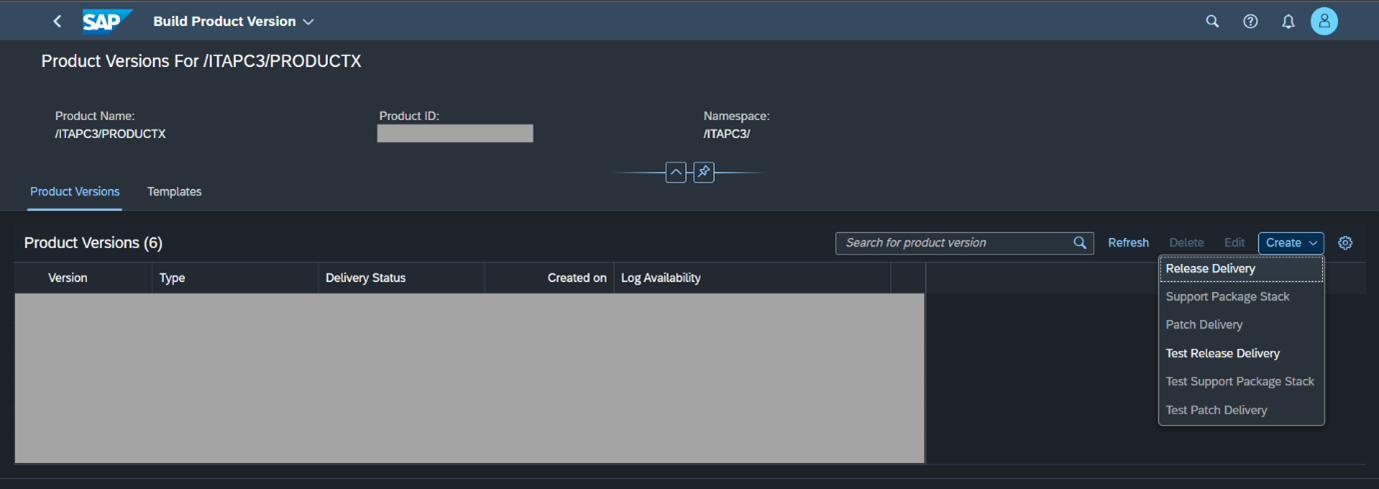 SAP Build Product Version
Product Versions For /ITAPC3/PRODUCTX
Product Name: Product ID: Namespace:
/ITAPC3/PRODUCTX /ITAPC3/
Product Versions Templates
Product Versions (6) Search for product version Refresh Delete Edit Create
Version Type Delivery Status Created on Log Availability
Release Delivery
Support Package Stack
Patch Delivery
Test Release Delivery
Test Support Package Stack
Test Patch Delivery